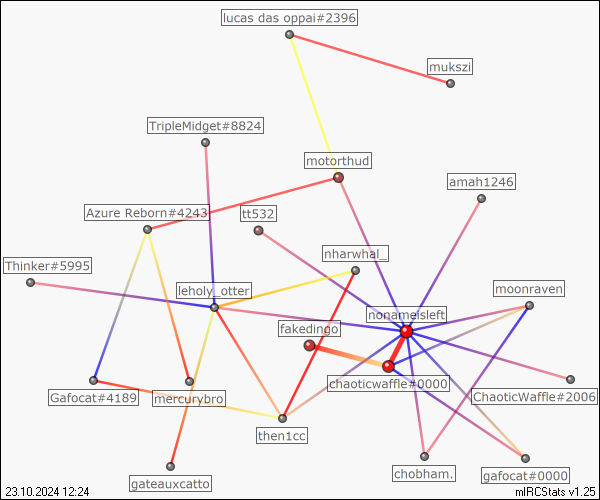 lucas das oppai#2396
mukszi
TripleMidget#8824
motorthud
amah1246
Azure Reborn#4243
tt532
nharwhal_
Thinker#5995
leholy_otter
moonraven
nonameisleft
fakedingo
chaoticwaffle#0000
Gafocat#4189
mercurybro
ChaoticWaffle#2006
then1cc
chobham.
gafocat#0000
gateauxcatto
23.10.2024 12:24
mIRCStats v1.25